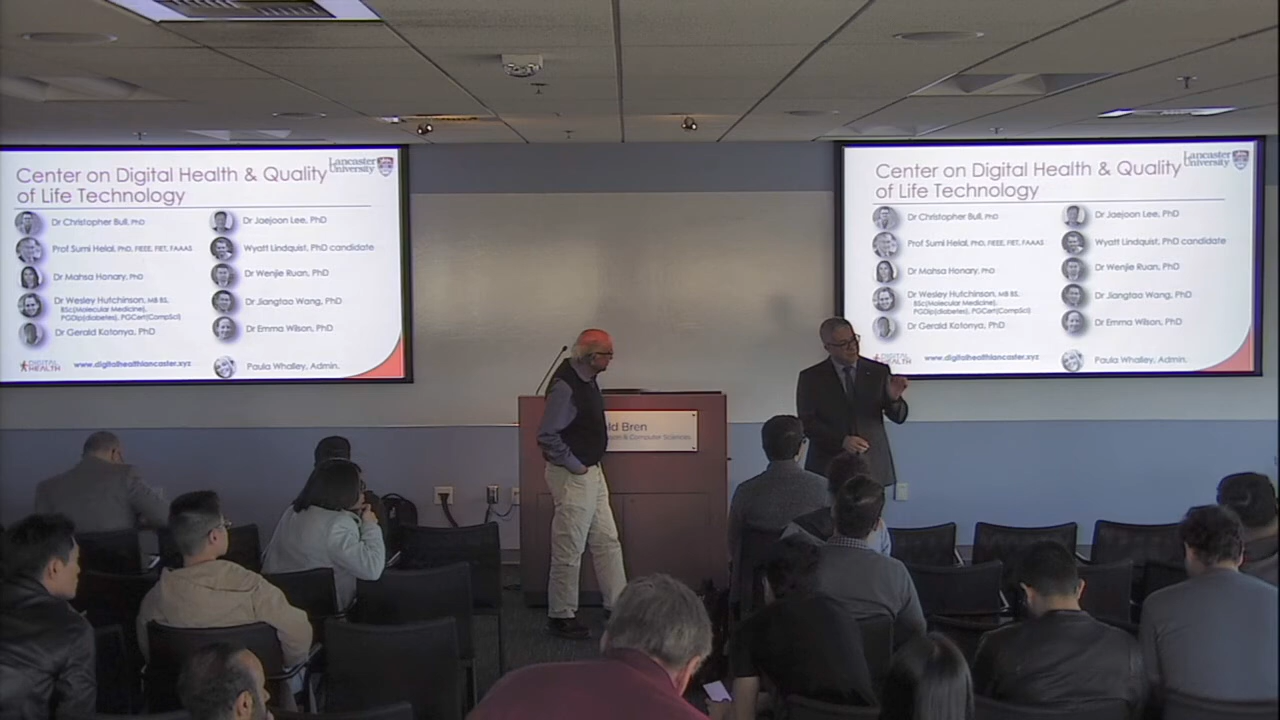 Center on Digital Health & Quality
of Life Technology
Lancaster
University
Dr Christopher Bull, PhD
Prof Sumi Helal, PhD, FIEEE, FIET, FAAAS
Dr Mahsa Honary, PhD
Dr Wesley Hutchinson, MB BS,
BSc(Molecular Medicine),
PGDip(diabetes), PGCert(CompSci)
Dr Gerald Kotonya, PhD
Dr Jaejoon Lee, PhD
Wyatt Lindquist, PhD candidate
Dr Wenjie Ruan, PhD
Dr Jiangtao Wang, PhD
Dr Emma Wilson, PhD
DIGITAL
HEALTH
www.digitalhealthlancaster.xyz
Paula Whalley, Admin.
Center on Digital Health & Quality
of Life Technology
Lancaster
University
Dr Christopher Bull, PhD
Prof Sumi Helal, PhD, FIEEE, FIET, FAAAS
Dr Mahsa Honary, PhD
Dr Wesley Hutchinson, MB BS,
BSc(Molecular Medicine),
PGDip(diabetes), PGCert(CompSci)
Dr Gerald Kotonya, PhD
Dr Jaejoon Lee, PhD
Wyatt Lindquist, PhD candidate
Dr Wenjie Ruan, PhD
Dr Jiangtao Wang, PhD
Dr Emma Wilson, PhD
DIGITAL
HEALTH
www.digitalhealthlancaster.xyz
Paula Whalley, Admin.
ld Bren
& Computer Sciences